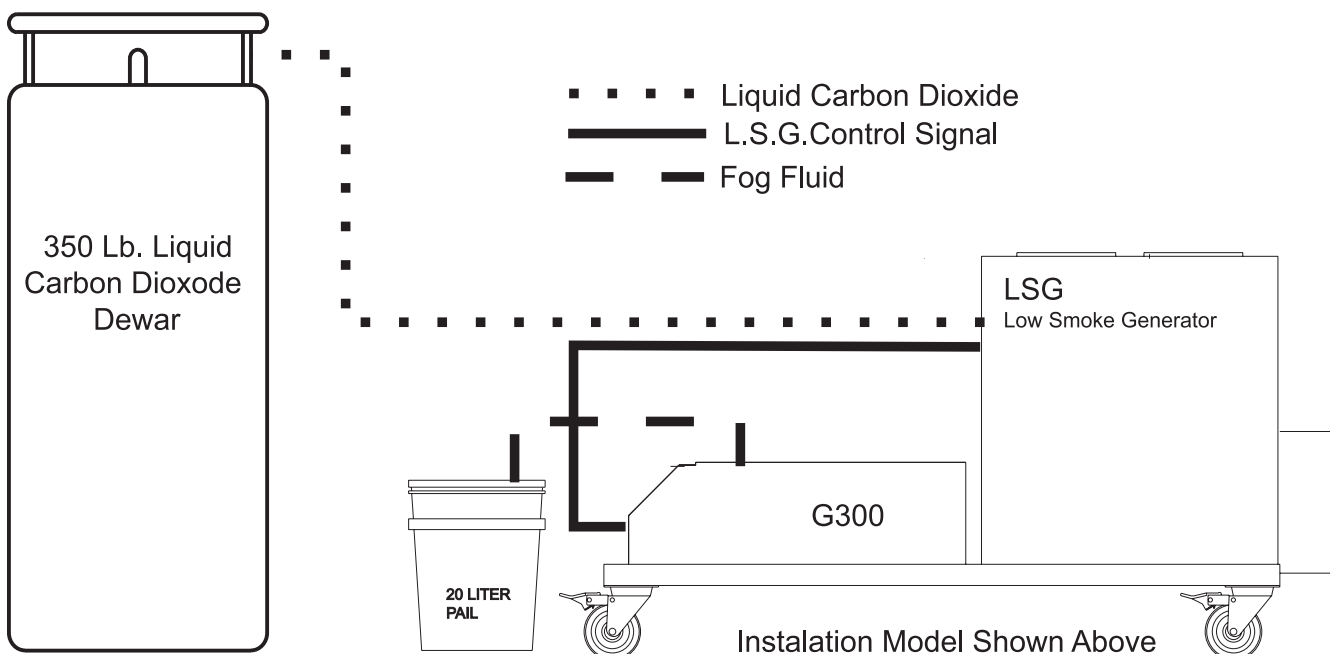 Liquid Carbon Dioxide
L.S.G.Control Signal
Fog Fluid
350 Lb. Liquid
Carbon Dioxode
Dewar
LSG
Low Smoke Generator
G300
20 LITER
PAIL
Instalation Model Shown Above